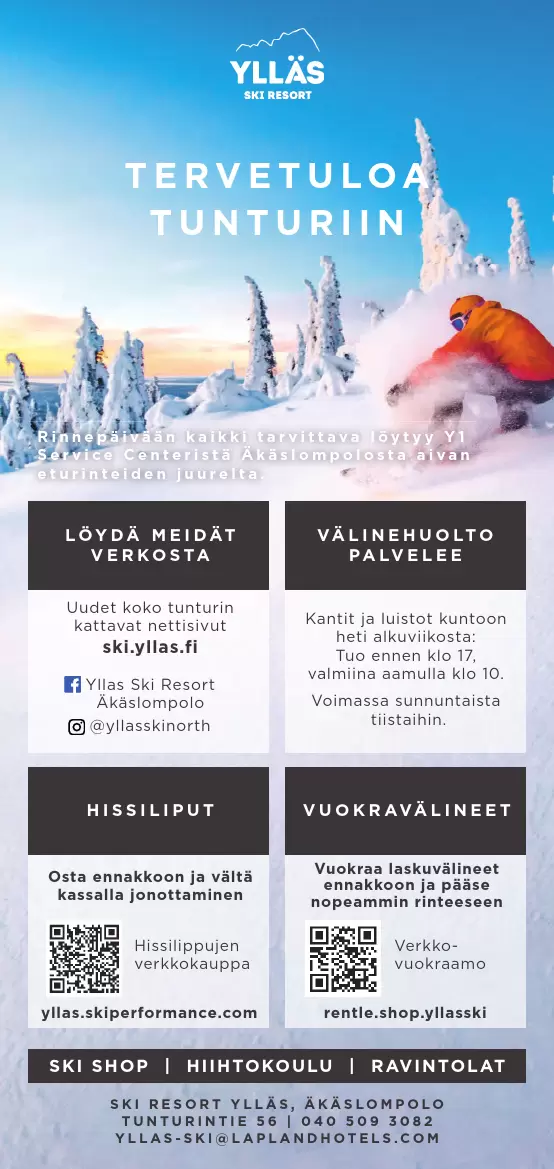 YLLÄS
SKI RESORT
TERVETULOA
TUNTURIIN
Rinnepäivään kaikki tarvittava löytyy Y1
Service Centeristä Äkäslompolosta aivan
eturinteiden juurelta.
LÖYDÄ MEIDÄT
VERKOSTA
Uudet koko tunturin
kattavat nettisivut
ski.yllas.fi
Yllas Ski Resort
Äkäslompolo
@yllasskinorth
VÄLINEHUOLTO
PALVELEE
Kantit ja luistot kuntoon
heti alkuviikosta:
Tuo ennen klo 17,
valmiina aamulla klo 10.
Voimassa sunnuntaista
tiistaihin.
HISSILIPUT
Osta ennakkoon ja vältä
kassalla jonottaminen
Hissilippujen
verkkokauppa
yllas.skiperformance.com
VUOKRAVÄLINEET
Vuokraa laskuvälineet
ennakkoon ja pääse
nopeammin rinteeseen
Verkko-
vuokraamo
rentle.shop.yllasski
SKI SHOP | HIIHTOKOULU | RAVINTOLAT
SKI RESORT YLLÄS, ÄKÄSLOMPOLO
TUNTURINTIE 56 | 040 509 3082
YLLAS-SKI@LAPLANDHOTELS.COM